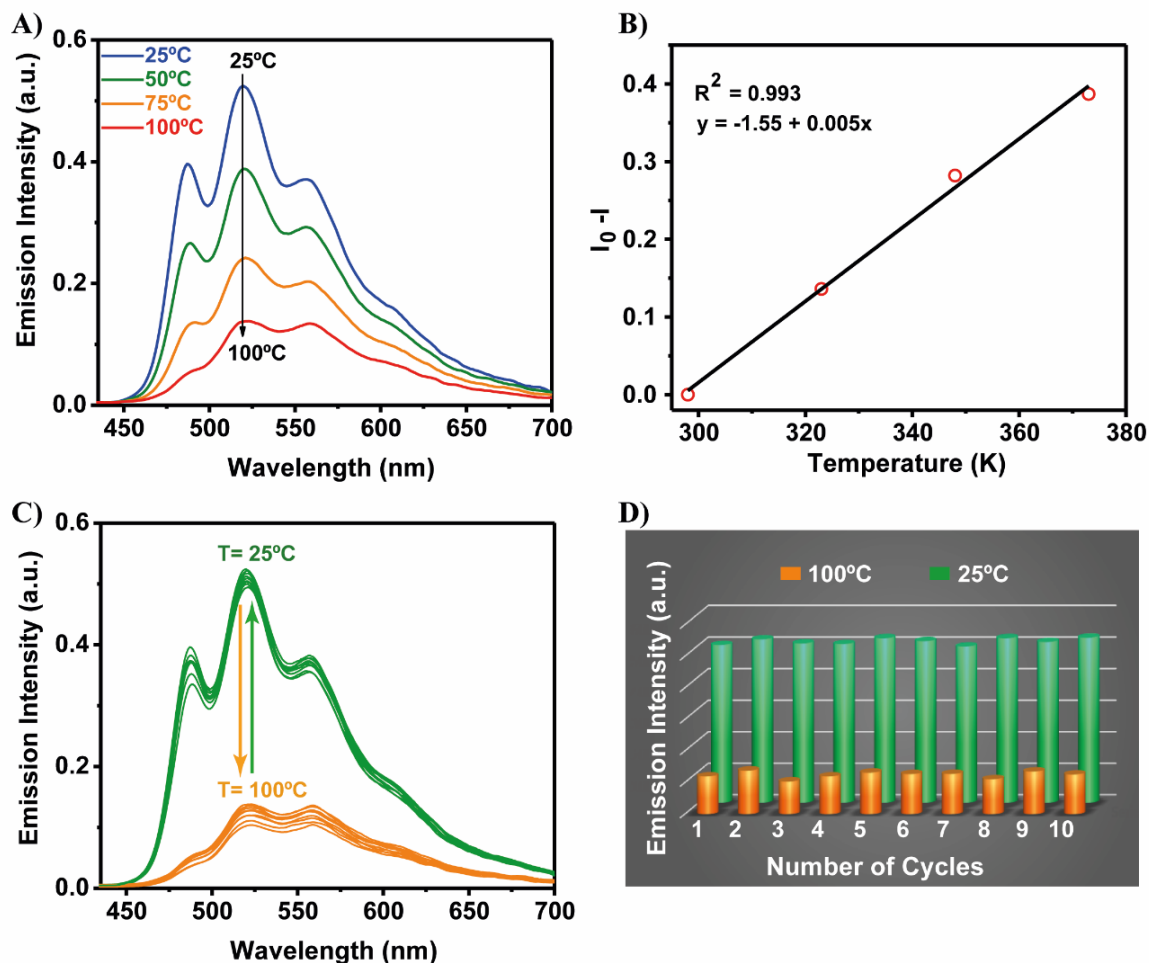 A)
0.6
0.4
0.2
0.0
Emission Intensity (a.u.)
25ºC
50ºC
75ºC
100ºC
25ºC
100ºC
450 500 550 600 650 700
Wavelength (nm)
B)
0.4
0.3
0.2
0.1
0.0
I0 -I
R2 = 0.993
y = -1.55 + 0.005x
300 320 340 360 380
Temperature (K)
C)
0.6
0.4
0.2
0.0
Emission Intensity (a.u.)
T= 25ºC
T= 100ºC
450 500 550 600 650 700
Wavelength (nm)
D)
100ºC 25ºC
Emission Intensity (a.u.)
1 2 3 4 5 6 7 8 9 10
Number of Cycles